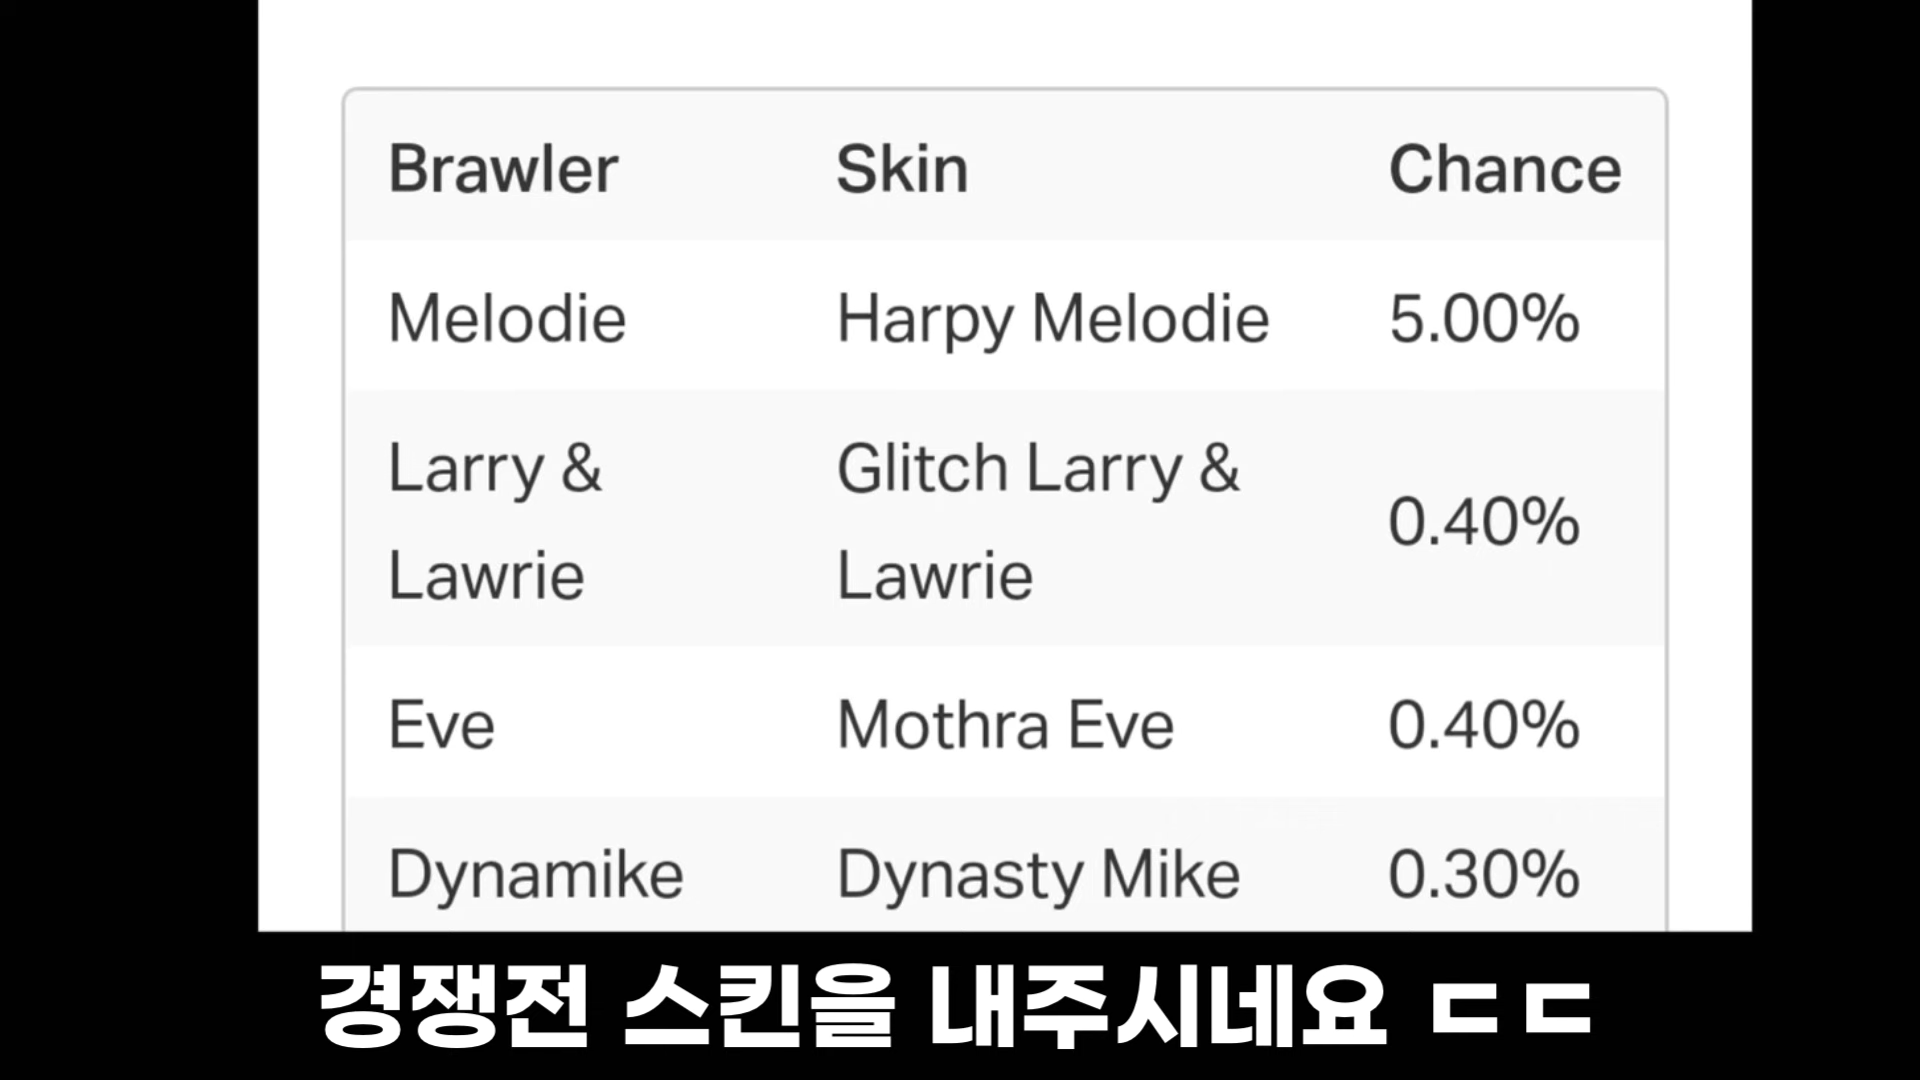 Brawler Skin Chance
Melodie Harpy Melodie 5.00%
Larry & Lawrie Glitch Larry & Lawrie 0.40%
Eve Mothra Eve 0.40%
Dynamike Dynasty Mike 0.30%
경쟁전 스킨을 내주시네요 ㄷㄷ